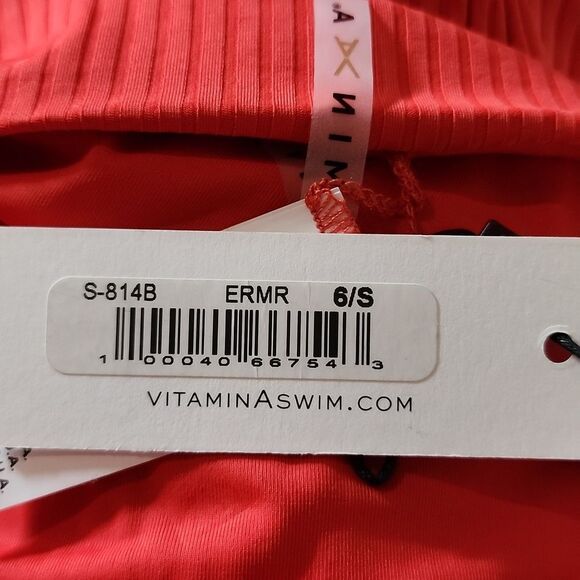 S-814B ERMR 6/S
1 00040 66754 3
VITAMINASWIM.COM